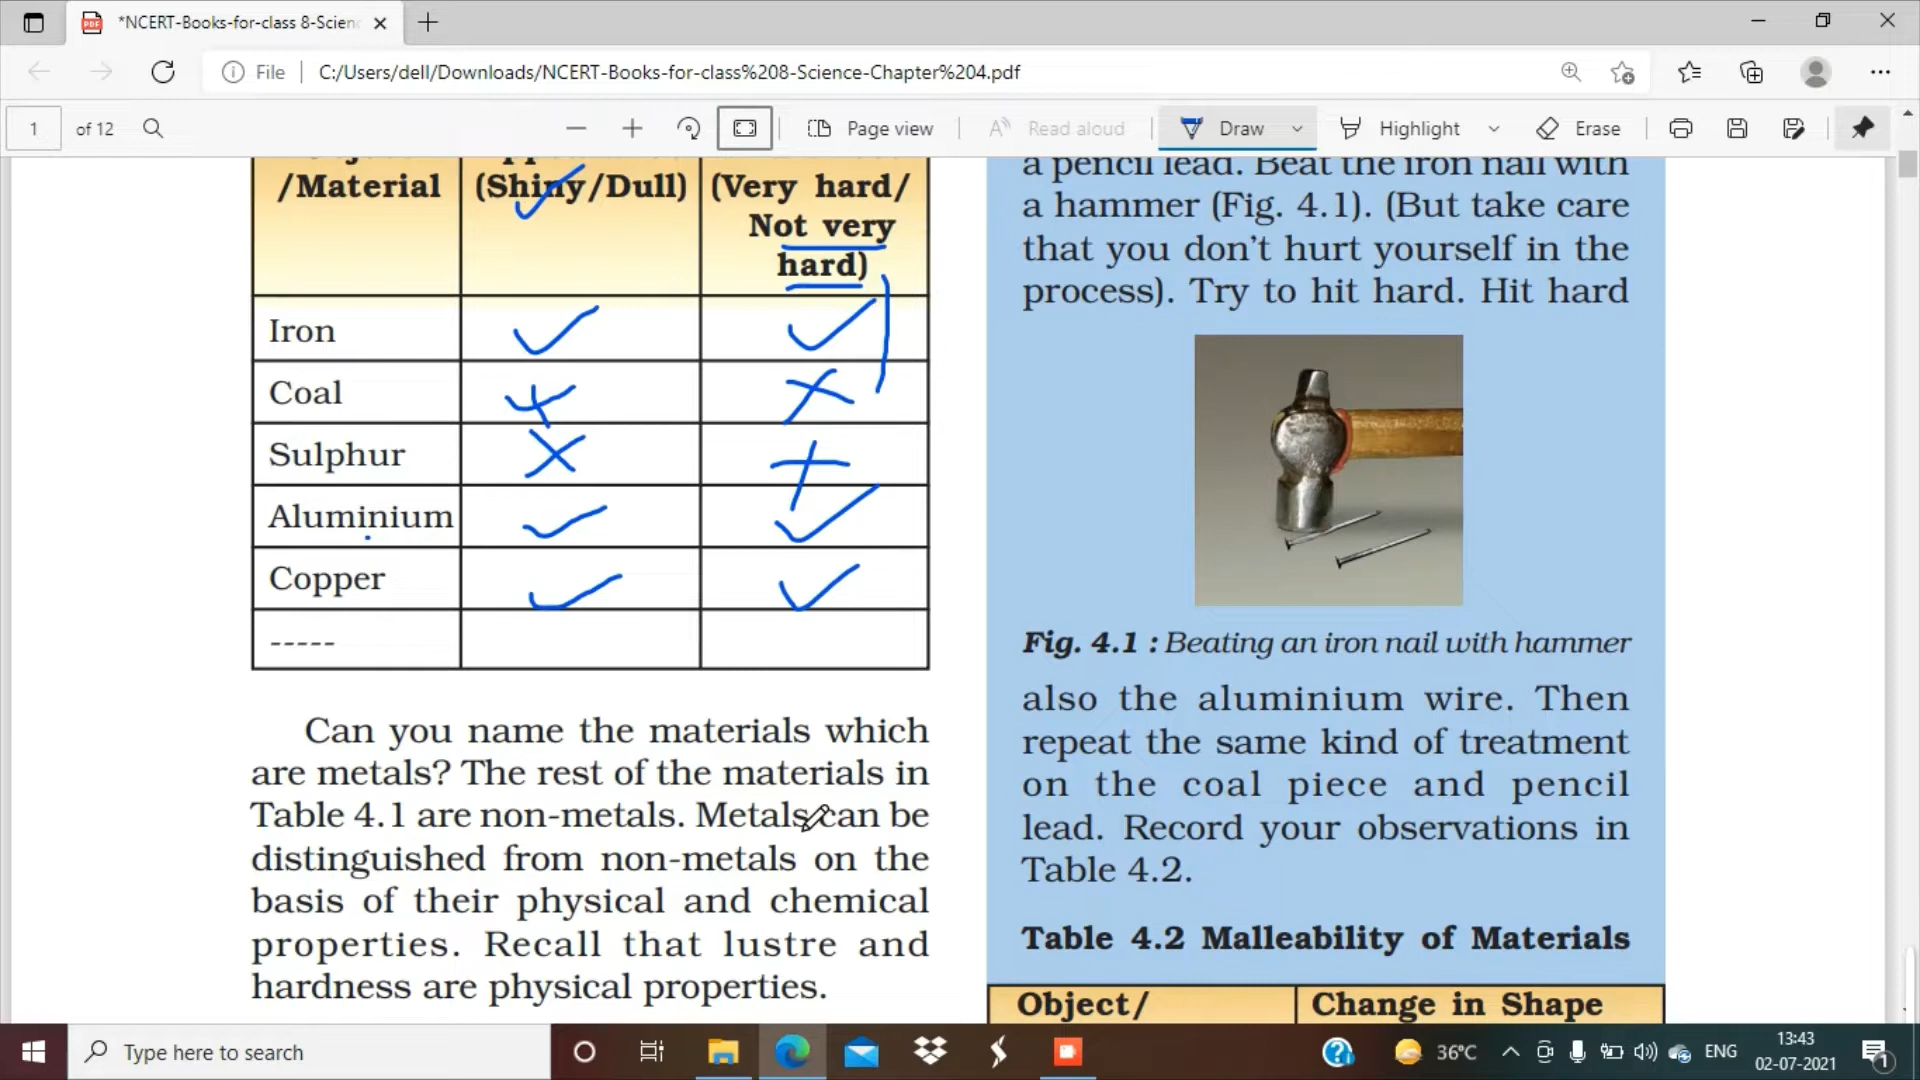 *NCERT-Books-for-class 8-Scien
File
C:/Users/dell/Downloads/NCERT-Books-for-class%208-Science-Chapter%204.pdf
1
of 12
Page view
Read aloud
Draw
Highlight
Erase
/Material
(Shiny/Dull)
(Very hard/
Not very
hard)
Iron
Coal
Sulphur
Aluminium
Copper
-----
Can you name the materials which
are metals? The rest of the materials in
Table 4.1 are non-metals. Metals can be
distinguished from non-metals on the
basis of their physical and chemical
properties. Recall that lustre and
hardness are physical properties.
a pencil lead. Beat the iron nail with
a hammer (Fig. 4.1). (But take care
that you don't hurt yourself in the
process). Try to hit hard. Hit hard
Fig. 4.1 : Beating an iron nail with hammer
also the aluminium wire. Then
repeat the same kind of treatment
on the coal piece and pencil
lead. Record your observations in
Table 4.2.
Table 4.2 Malleability of Materials
Object/
Change in Shape
Type here to search
36°C
ENG
13:43
02-07-2021
1